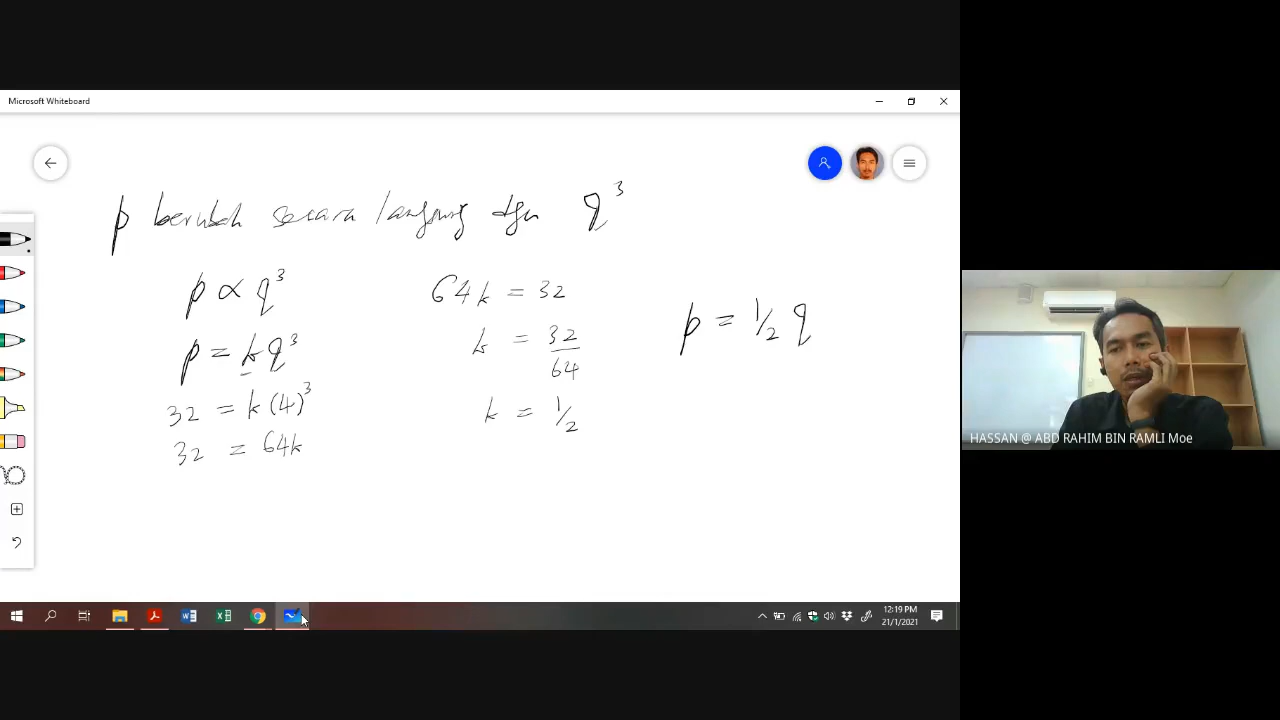 Microsoft Whiteboard
p berubah secara langsung dgn q³
p ∝ q³
p = kq³
32 = k(4)³
32 = 64k
64k = 32
k = 32/64
k = 1/2
p = 1/2 q
HASSAN @ ABD RAHIM BIN RAMLI Moe
12:19 PM
21/1/2021